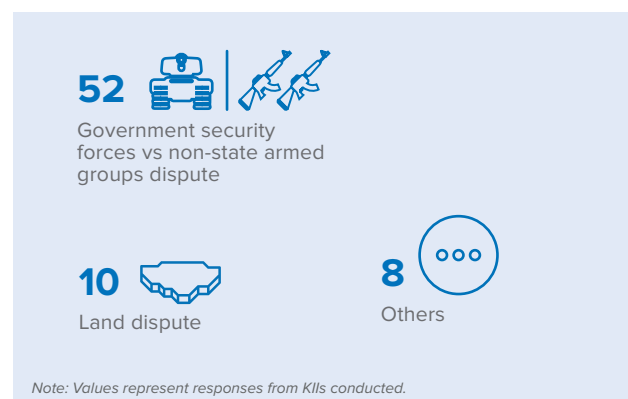 52
Government security
forces vs non-state armed
groups dispute
10
Land dispute
8
Others
Note: Values represent responses from KIIs conducted.